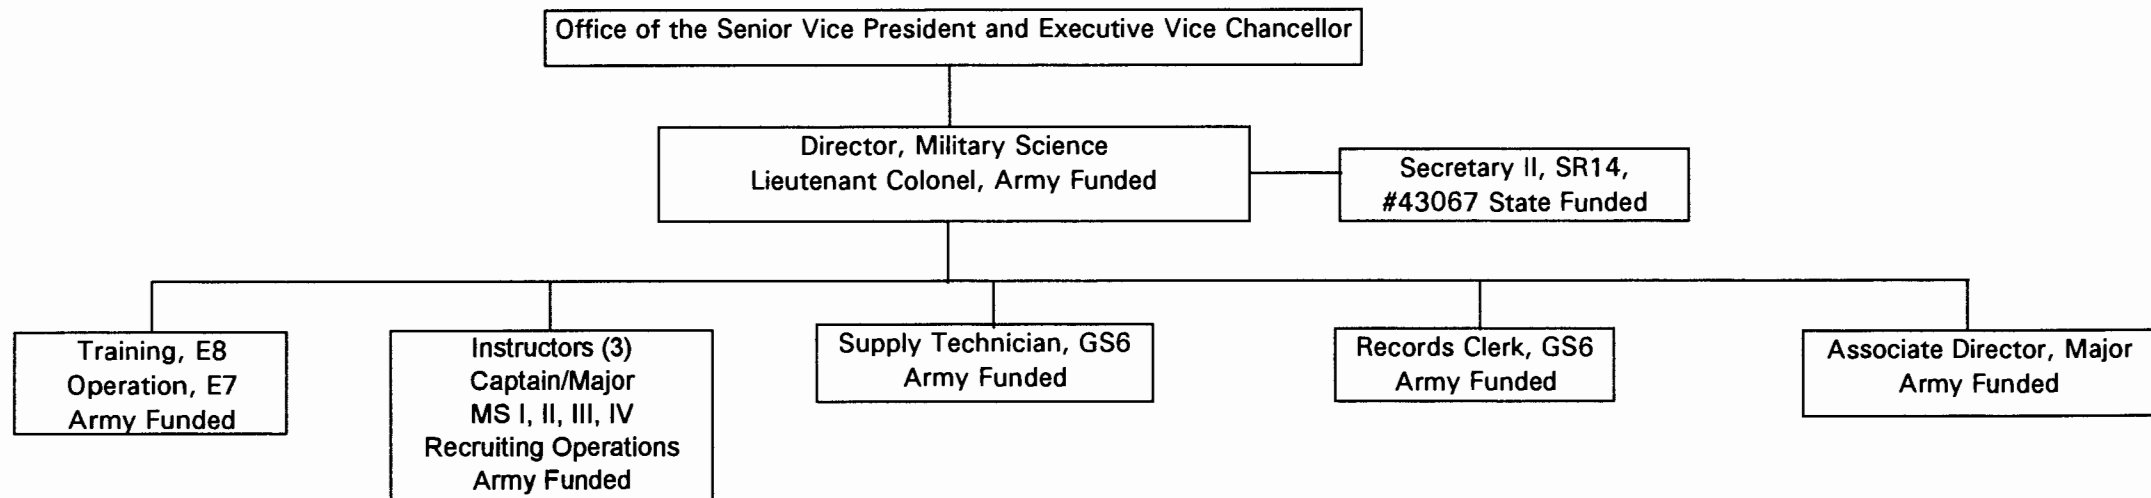 Office of the Senior Vice President and Executive Vice Chancellor
Director, Military Science
Lieutenant Colonel, Army Funded
Secretary II, SR14,
#43067 State Funded
Training, E8
Operation, E7
Army Funded
Instructors (3)
Captain/Major
MS I, II, III, IV
Recruiting Operations
Army Funded
Supply Technician, GS6
Army Funded
Records Clerk, GS6
Army Funded
Associate Director, Major
Army Funded